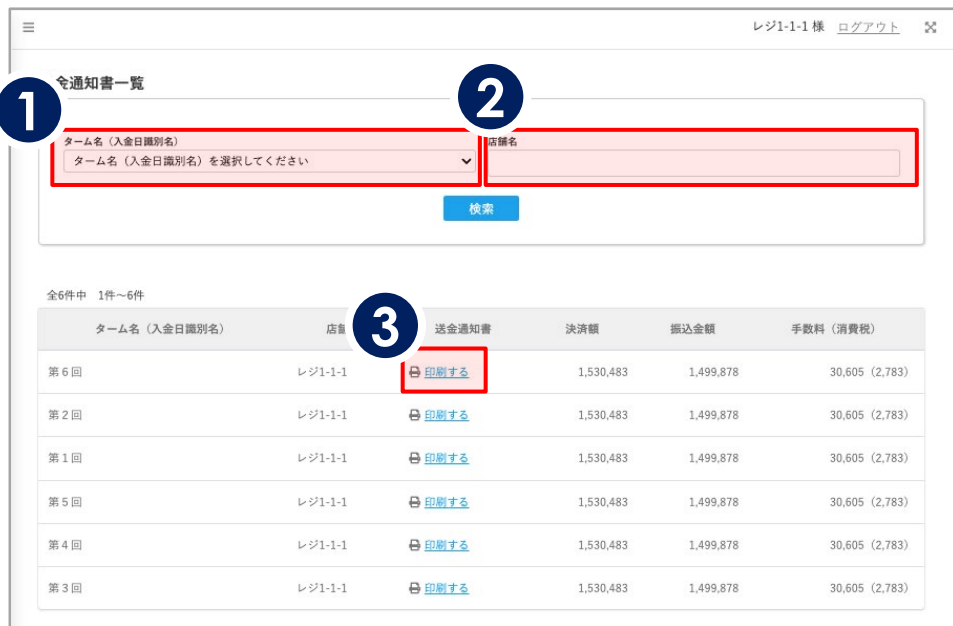 レジ1-1-1 様 ログアウト
金通知書一覧
1
2
ターム名（入金日識別名）
店舗名
ターム名（入金日識別名）を選択してください
検索
全6件中 1件〜6件
3
ターム名（入金日識別名） 店舗 送金通知書 決済額 振込金額 手数料（消費税）
第６回 レジ1-1-1 印刷する 1,530,483 1,499,878 30,605（2,783）
第２回 レジ1-1-1 印刷する 1,530,483 1,499,878 30,605（2,783）
第１回 レジ1-1-1 印刷する 1,530,483 1,499,878 30,605（2,783）
第５回 レジ1-1-1 印刷する 1,530,483 1,499,878 30,605（2,783）
第４回 レジ1-1-1 印刷する 1,530,483 1,499,878 30,605（2,783）
第３回 レジ1-1-1 印刷する 1,530,483 1,499,878 30,605（2,783）